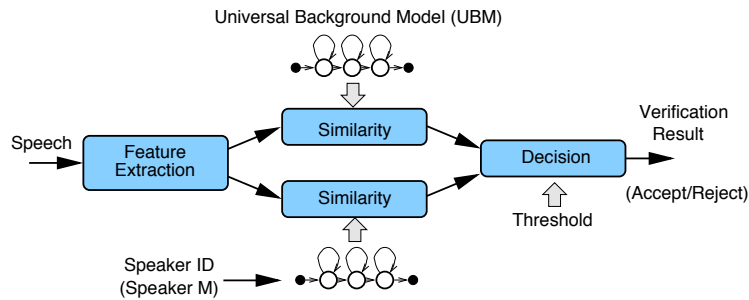 Universal Background Model (UBM)
Speech
Feature
Extraction
Similarity
Similarity
Decision
Threshold
Verification
Result
(Accept/Reject)
Speaker ID
(Speaker M)